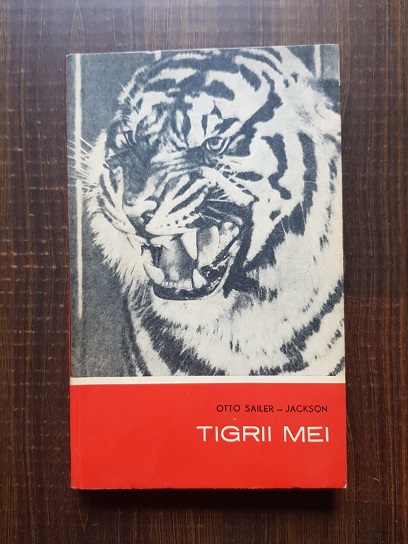 OTTO SAILER – JACKSON
TIGRII MEI